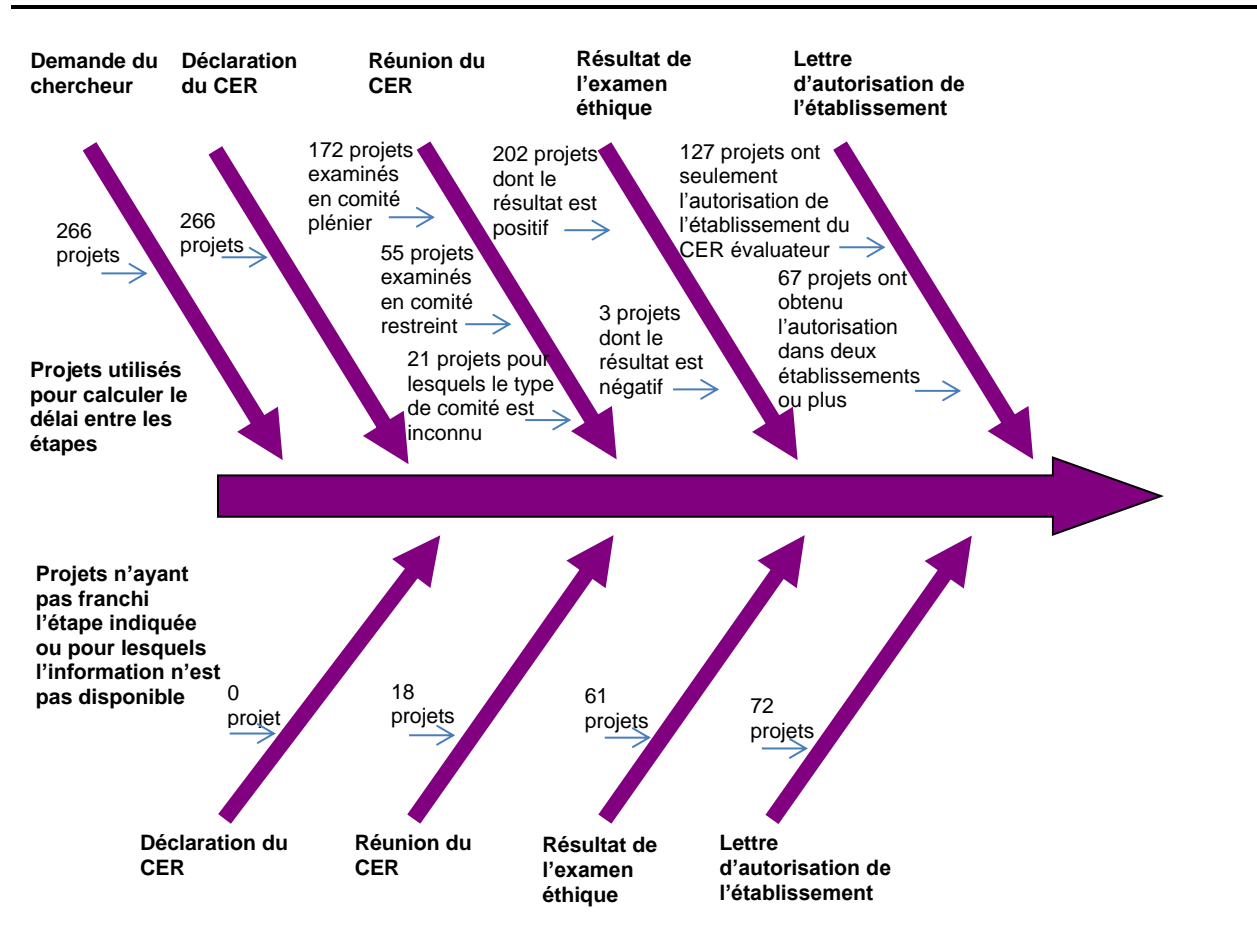 Demande du
chercheur
Déclaration
du CER
Réunion du
CER
Résultat de
l’examen
éthique
Lettre
d’autorisation de
l’établissement
266
projets
266
projets
172 projets
examinés
en comité
plénier
55 projets
examinés
en comité
restreint
21 projets pour
lesquels le type
de comité est
inconnu
202 projets
dont le
résultat est
positif
3 projets
dont le
résultat est
négatif
127 projets ont
seulement
l’autorisation de
l’établissement du
CER évaluateur
67 projets ont
obtenu
l’autorisation
dans deux
établissements
ou plus
Projets utilisés
pour calculer le
délai entre les
étapes
Projets n’ayant
pas franchi
l’étape indiquée
ou pour lesquels
l’information n’est
pas disponible
0
projet
18
projets
61
projets
72
projets
Déclaration du
CER
Réunion du
CER
Résultat de
l’examen
éthique
Lettre
d’autorisation de
l’établissement